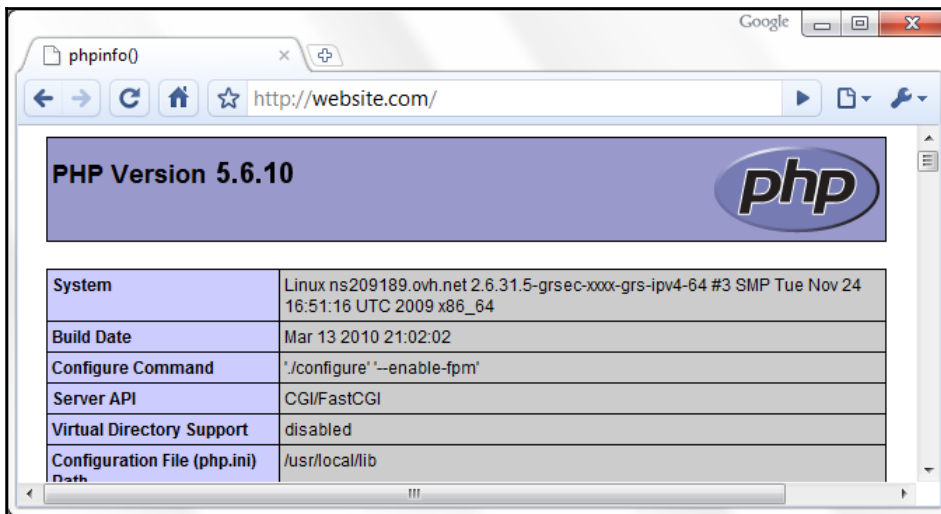 Google
phpinfo()
http://website.com/
PHP Version 5.6.10
php
System
Linux ns209189.ovh.net 2.6.31.5-grsec-xxxx-grs-ipv4-64 #3 SMP Tue Nov 24
16:51:16 UTC 2009 x86_64
Build Date
Mar 13 2010 21:02:02
Configure Command
'./configure' '--enable-fpm'
Server API
CGI/FastCGI
Virtual Directory Support
disabled
Configuration File (php.ini)
Path
/usr/local/lib